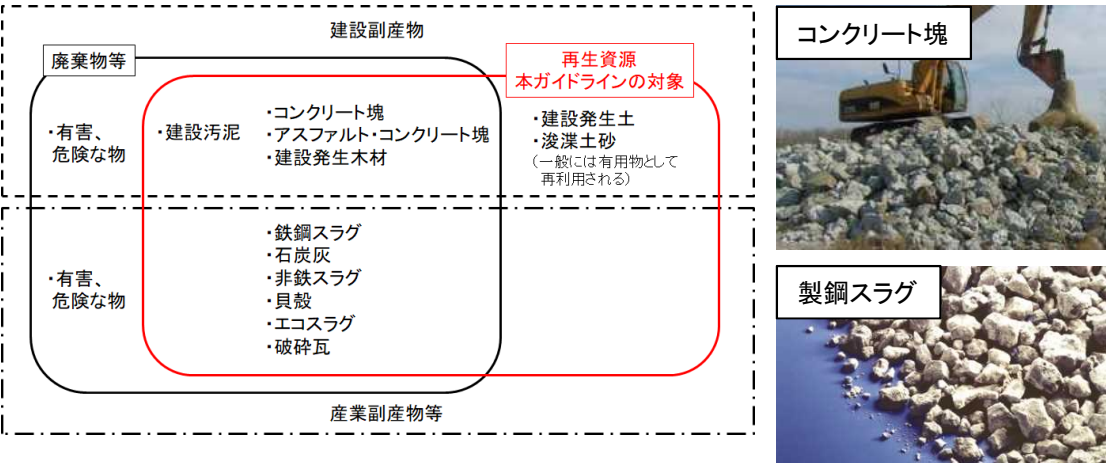 建設副産物
廃棄物等
再生資源
本ガイドラインの対象
・有害、
危険な物
・建設汚泥
・コンクリート塊
・アスファルト・コンクリート塊
・建設発生木材
・建設発生土
・浚渫土砂
（一般には有用物として
再利用される）
・有害、
危険な物
・鉄鋼スラグ
・石炭灰
・非鉄スラグ
・貝殻
・エコスラグ
・破砕瓦
産業副産物等
コンクリート塊
製鋼スラグ